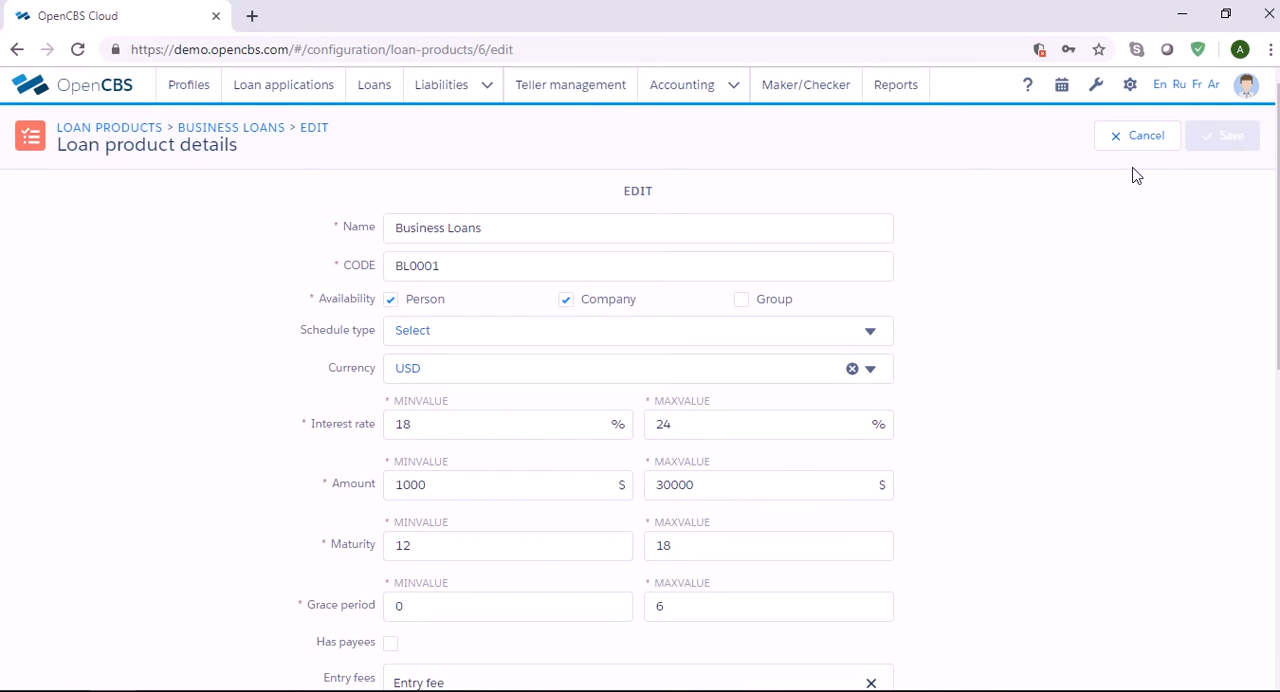 OpenCBS Cloud
https://demo.opencbs.com/#/configuration/loan-products/6/edit
A
OpenCBS Profiles Loan applications Loans Liabilities Teller management Accounting Maker/Checker Reports ? En Ru Fr Ar
LOAN PRODUCTS > BUSINESS LOANS > EDIT
Loan product details
Cancel Save
EDIT
* Name Business Loans
* CODE BL0001
* Availability Person Company Group
Schedule type Select
Currency USD
* MINVALUE * MAXVALUE
* Interest rate 18 % 24 %
* MINVALUE * MAXVALUE
* Amount 1000 $ 30000 $
* MINVALUE * MAXVALUE
* Maturity 12 18
* MINVALUE * MAXVALUE
* Grace period 0 6
Has payees
Entry fees Entry fee